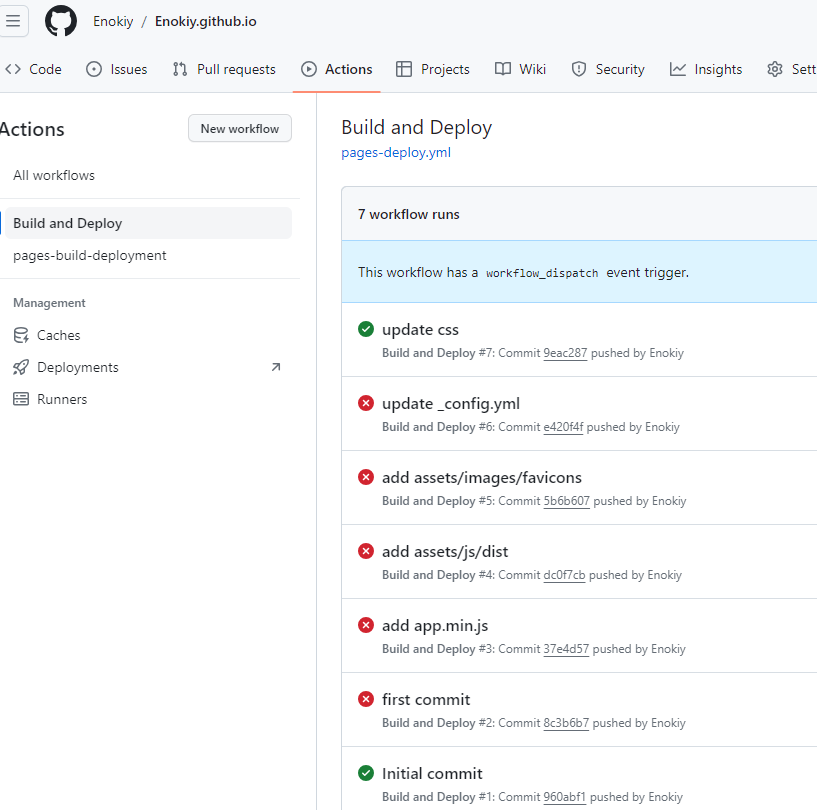 Enokiy / Enokiy.github.io
Code Issues Pull requests Actions Projects Wiki Security Insights Sett
Actions
New workflow
All workflows
Build and Deploy
pages-build-deployment
Management
Caches
Deployments
Runners
Build and Deploy
pages-deploy.yml
7 workflow runs
This workflow has a workflow_dispatch event trigger.
update css
Build and Deploy #7: Commit 9eac287 pushed by Enokiy
update _config.yml
Build and Deploy #6: Commit e420f4f pushed by Enokiy
add assets/images/favicons
Build and Deploy #5: Commit 5b6b607 pushed by Enokiy
add assets/js/dist
Build and Deploy #4: Commit dc0f7cb pushed by Enokiy
add app.min.js
Build and Deploy #3: Commit 37e4d57 pushed by Enokiy
first commit
Build and Deploy #2: Commit 8c3b6b7 pushed by Enokiy
Initial commit
Build and Deploy #1: Commit 960abf1 pushed by Enokiy